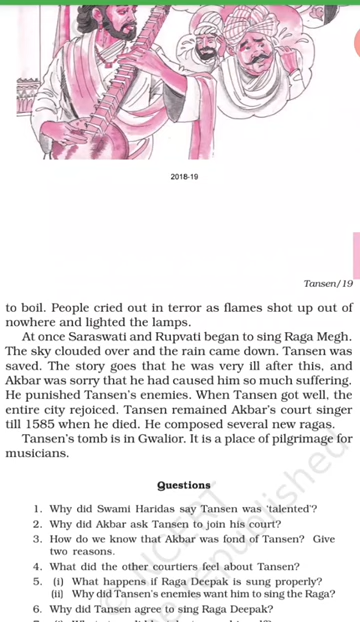 2018-19
Tansen/19
to boil. People cried out in terror as flames shot up out of
nowhere and lighted the lamps.
At once Saraswati and Rupvati began to sing Raga Megh.
The sky clouded over and the rain came down. Tansen was
saved. The story goes that he was very ill after this, and
Akbar was sorry that he had caused him so much suffering.
He punished Tansen's enemies. When Tansen got well, the
entire city rejoiced. Tansen remained Akbar's court singer
till 1585 when he died. He composed several new ragas.
Tansen's tomb is in Gwalior. It is a place of pilgrimage for
musicians.
Questions
1. Why did Swami Haridas say Tansen was 'talented'?
2. Why did Akbar ask Tansen to join his court?
3. How do we know that Akbar was fond of Tansen? Give
two reasons.
4. What did the other courtiers feel about Tansen?
5. (i) What happens if Raga Deepak is sung properly?
(ii) Why did Tansen's enemies want him to sing the Raga?
6. Why did Tansen agree to sing Raga Deepak?